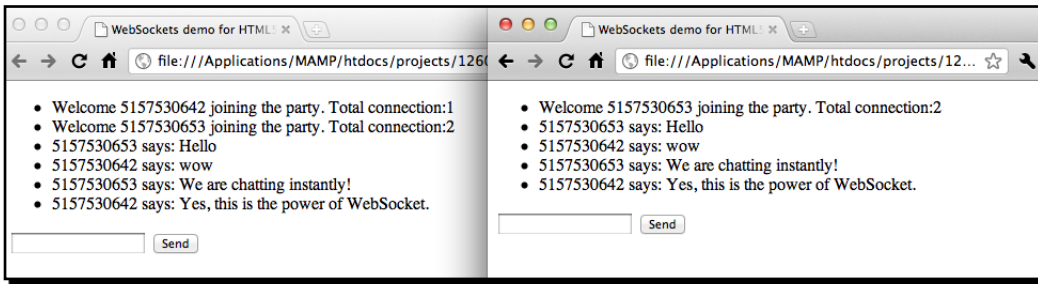 WebSockets demo for HTML5
file:///Applications/MAMP/htdocs/projects/1260
Welcome 5157530642 joining the party. Total connection:1
Welcome 5157530653 joining the party. Total connection:2
5157530653 says: Hello
5157530642 says: wow
5157530653 says: We are chatting instantly!
5157530642 says: Yes, this is the power of WebSocket.
Send
WebSockets demo for HTML5
file:///Applications/MAMP/htdocs/projects/12...
Welcome 5157530653 joining the party. Total connection:2
5157530653 says: Hello
5157530642 says: wow
5157530653 says: We are chatting instantly!
5157530642 says: Yes, this is the power of WebSocket.
Send